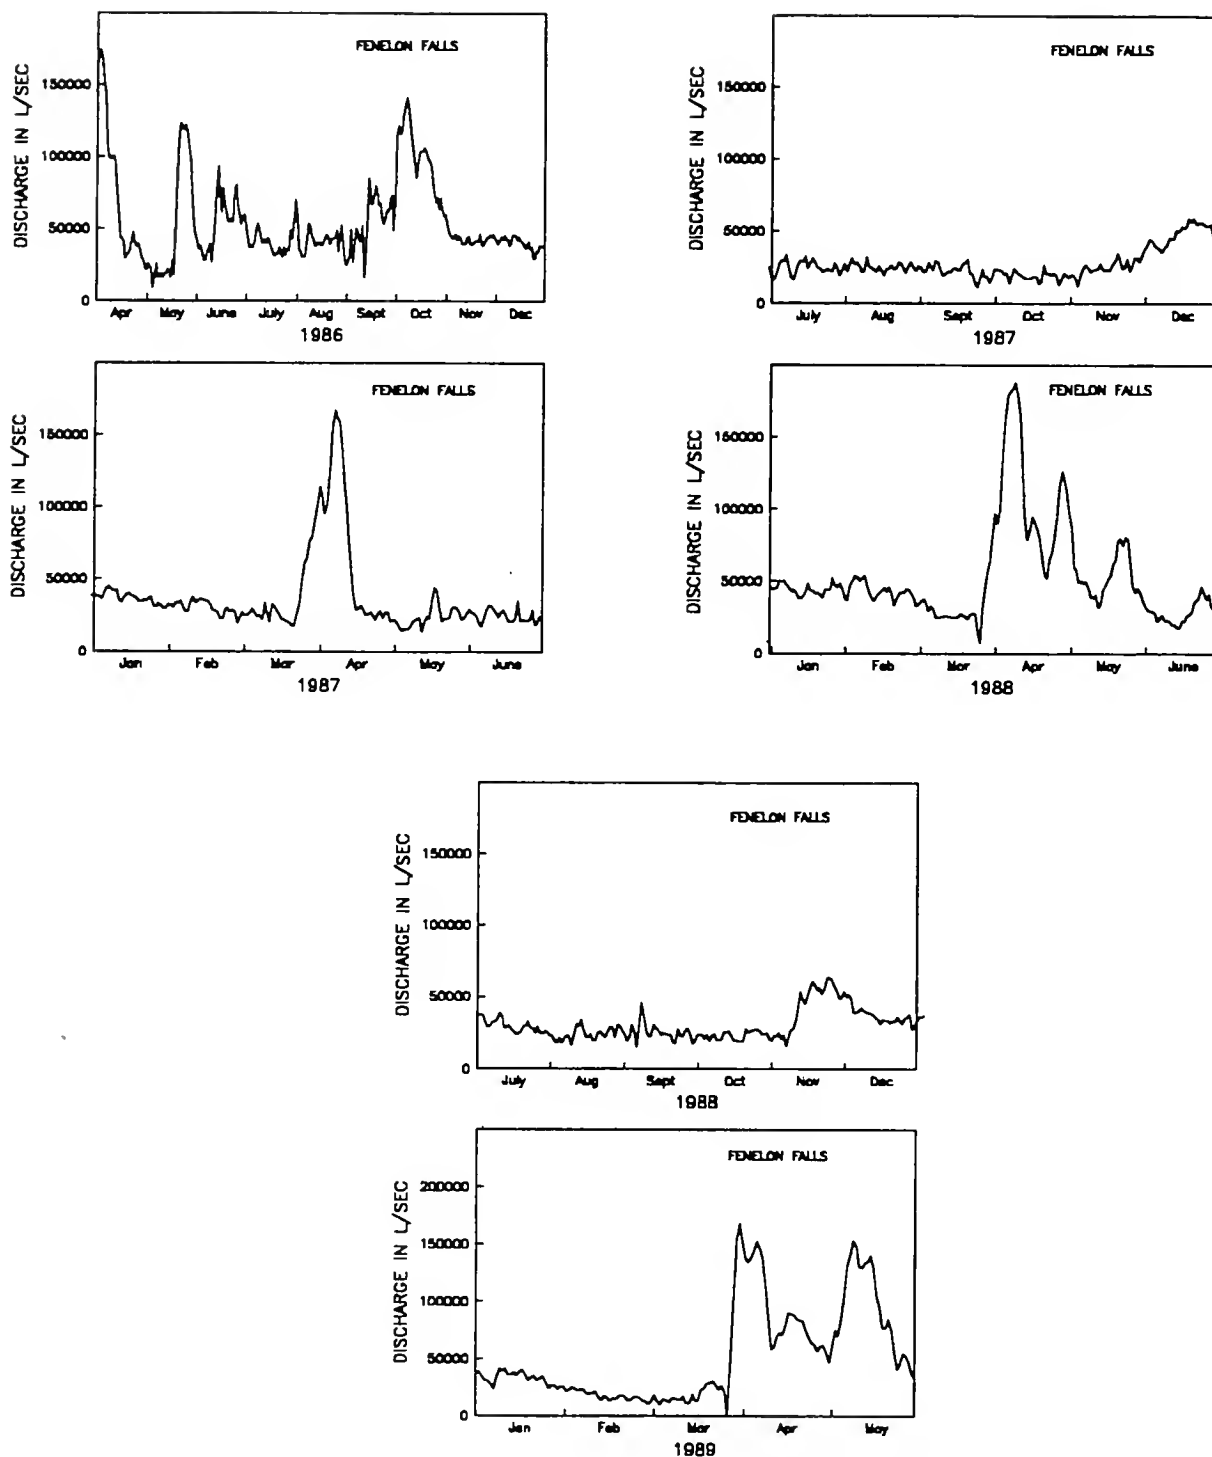 FENELON FALLS
DISCHARGE IN L/SEC
150000
100000
50000
0
Apr May June July Aug Sept Oct Nov Dec
1986
FENELON FALLS
DISCHARGE IN L/SEC
150000
100000
50000
0
July Aug Sept Oct Nov Dec
1987
FENELON FALLS
DISCHARGE IN L/SEC
150000
100000
50000
0
Jan Feb Mar Apr May June
1987
FENELON FALLS
DISCHARGE IN L/SEC
150000
100000
50000
0
Jan Feb Mar Apr May June
1988
FENELON FALLS
DISCHARGE IN L/SEC
150000
100000
50000
0
July Aug Sept Oct Nov Dec
1988
FENELON FALLS
DISCHARGE IN L/SEC
200000
150000
100000
50000
0
Jan Feb Mar Apr May
1989